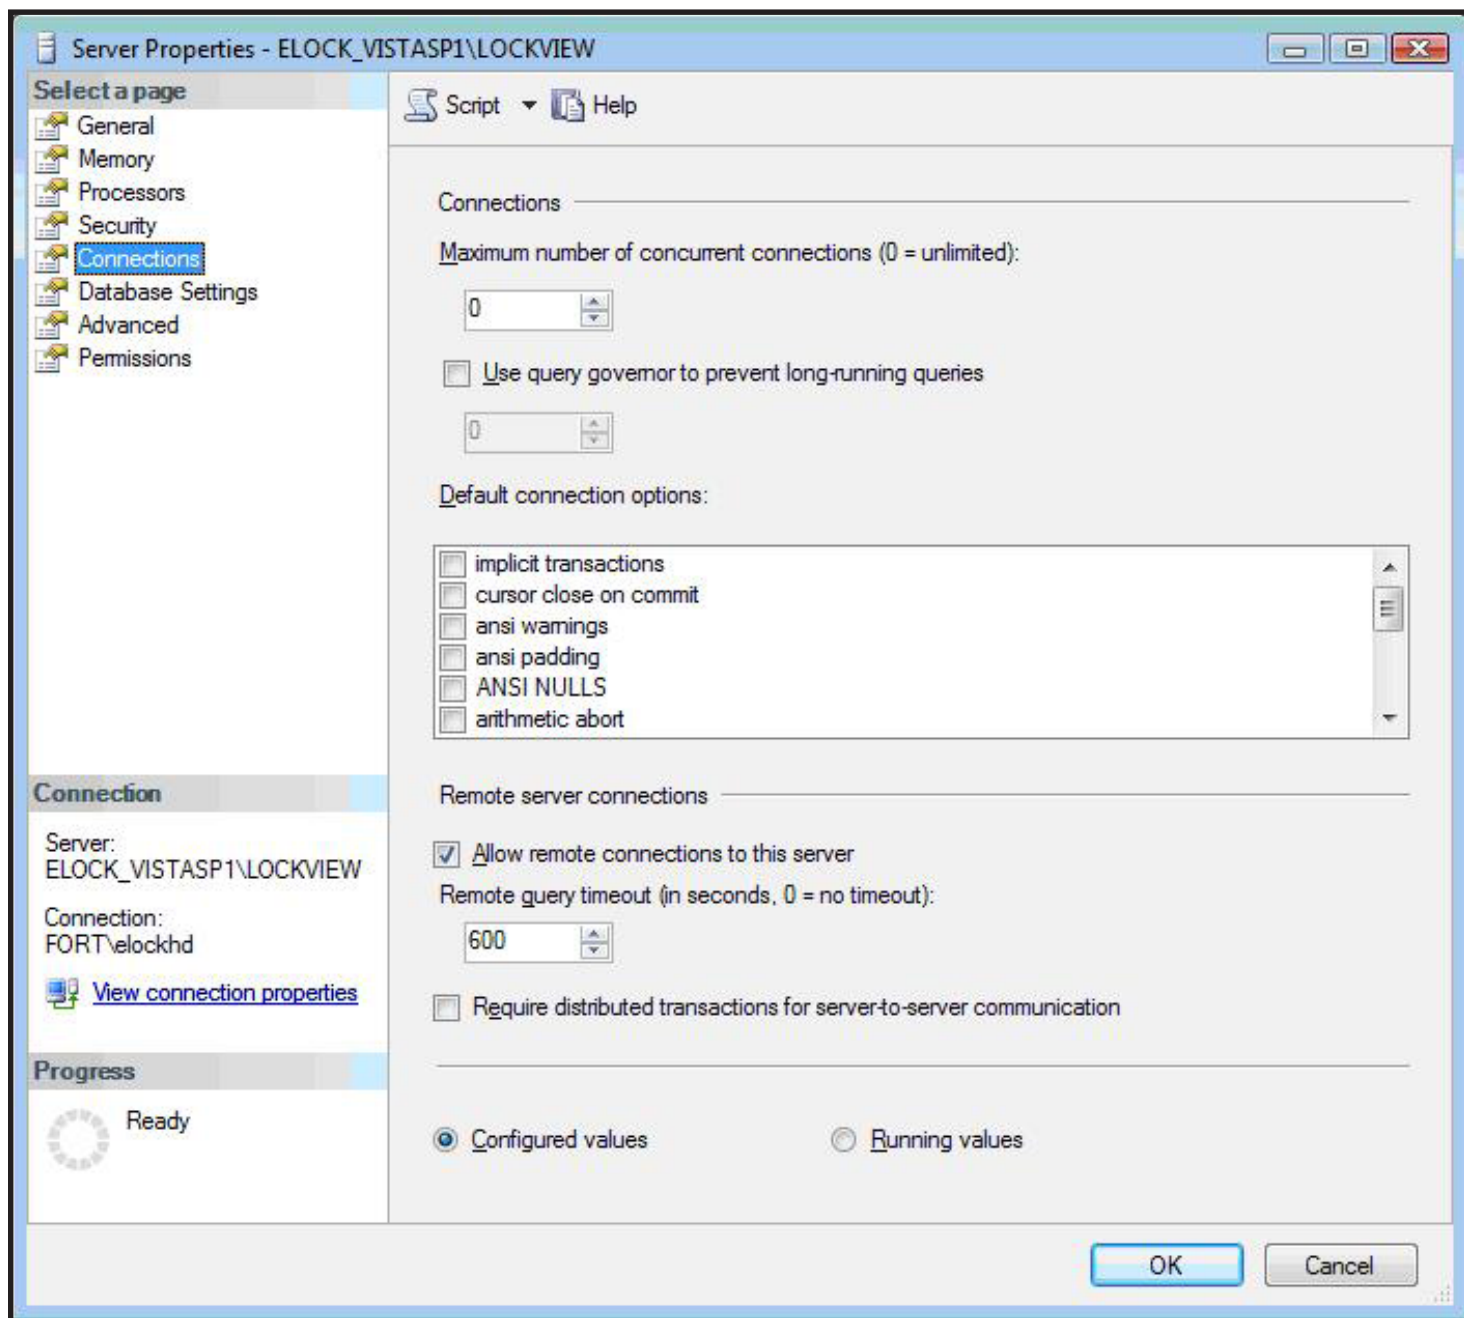 Server Properties - ELOCK_VISTASP1\LOCKVIEW
Select a page
General
Memory
Processors
Security
Connections
Database Settings
Advanced
Permissions
Connection
Server:
ELOCK_VISTASP1\LOCKVIEW
Connection:
FORT\elockhd
View connection properties
Progress
Ready
Script
Help
Connections
Maximum number of concurrent connections (0 = unlimited):
0
Use query governor to prevent long-running queries
0
Default connection options:
implicit transactions
cursor close on commit
ansi warnings
ansi padding
ANSI NULLS
arithmetic abort
Remote server connections
Allow remote connections to this server
Remote query timeout (in seconds, 0 = no timeout):
600
Require distributed transactions for server-to-server communication
Configured values
Running values
OK
Cancel